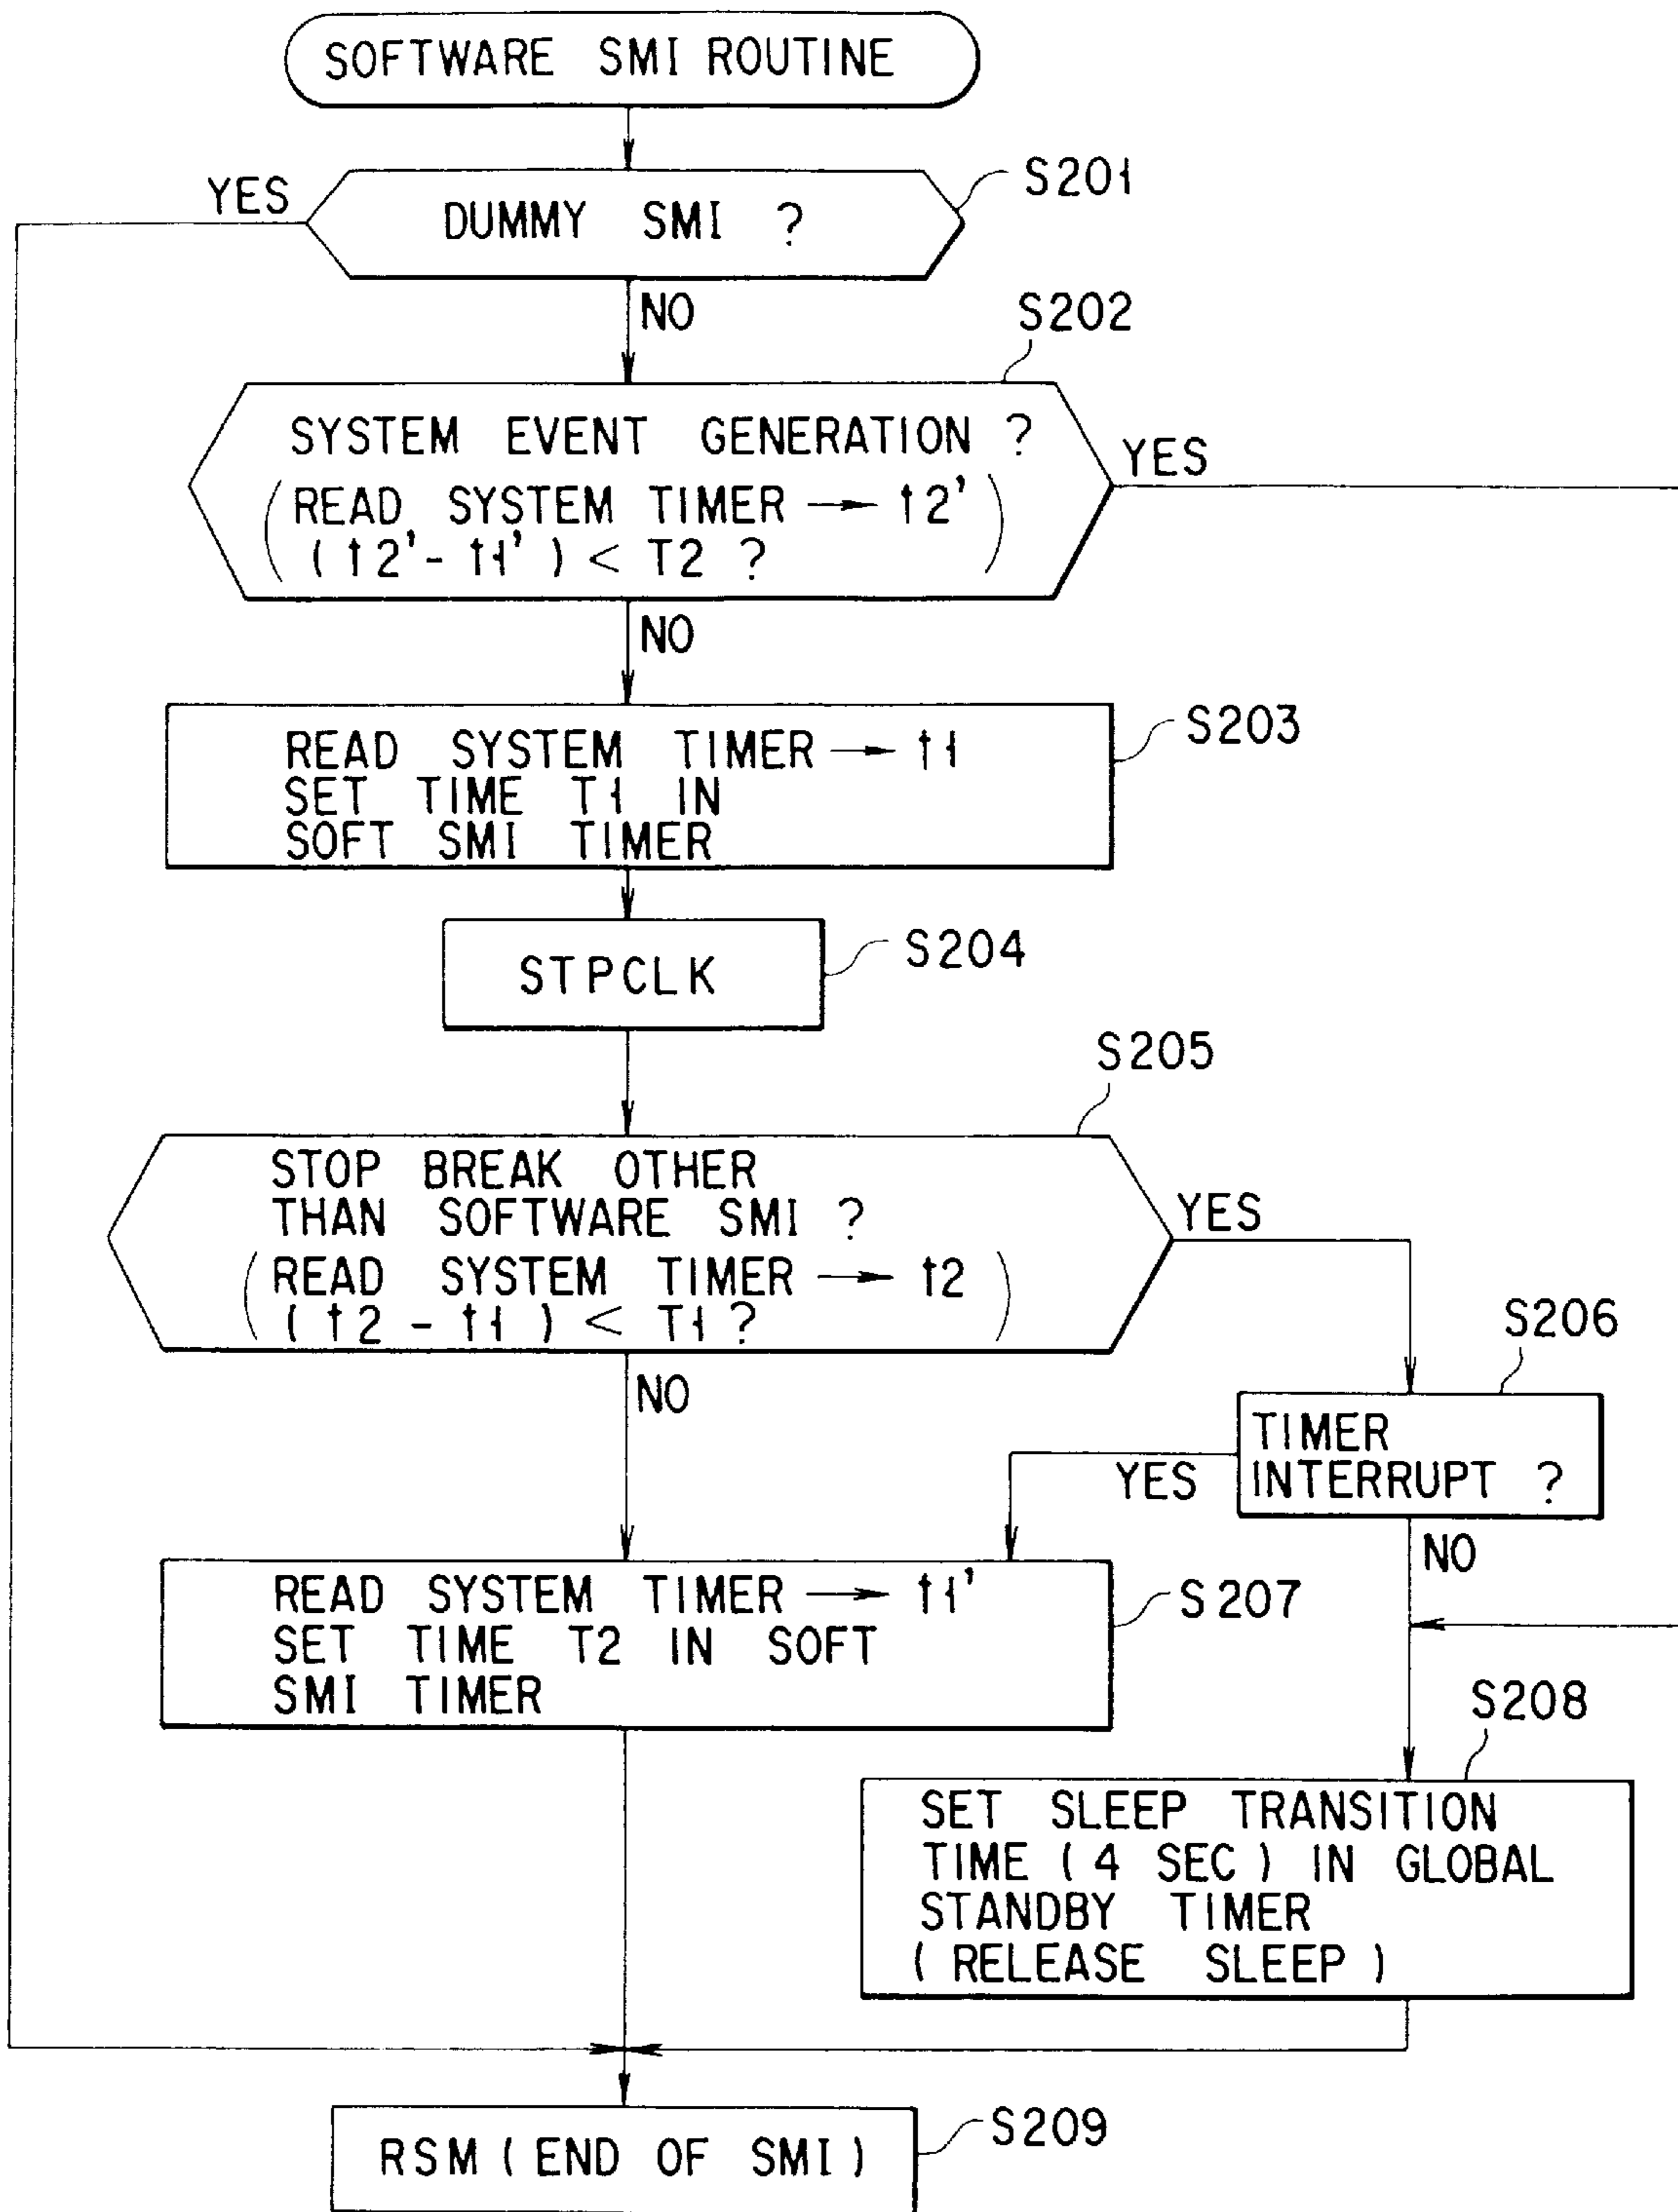 SOFTWARE SMI ROUTINE
S201
YES
DUMMY SMI ?
NO
S202
SYSTEM EVENT GENERATION ?
YES
(READ SYSTEM TIMER → t2'
(t2'- t1') < T2 ?)
NO
S203
READ SYSTEM TIMER → t1
SET TIME T1 IN
SOFT SMI TIMER
S204
STPCLK
S205
STOP BREAK OTHER
THAN SOFTWARE SMI ?
YES
(READ SYSTEM TIMER → t2
(t2 - t1) < T1 ?)
S206
NO
TIMER
INTERRUPT ?
YES
NO
READ SYSTEM TIMER → t1'
SET TIME T2 IN SOFT
SMI TIMER
S207
S208
SET SLEEP TRANSITION
TIME (4 SEC) IN GLOBAL
STANDBY TIMER
(RELEASE SLEEP)
S209
RSM (END OF SMI)